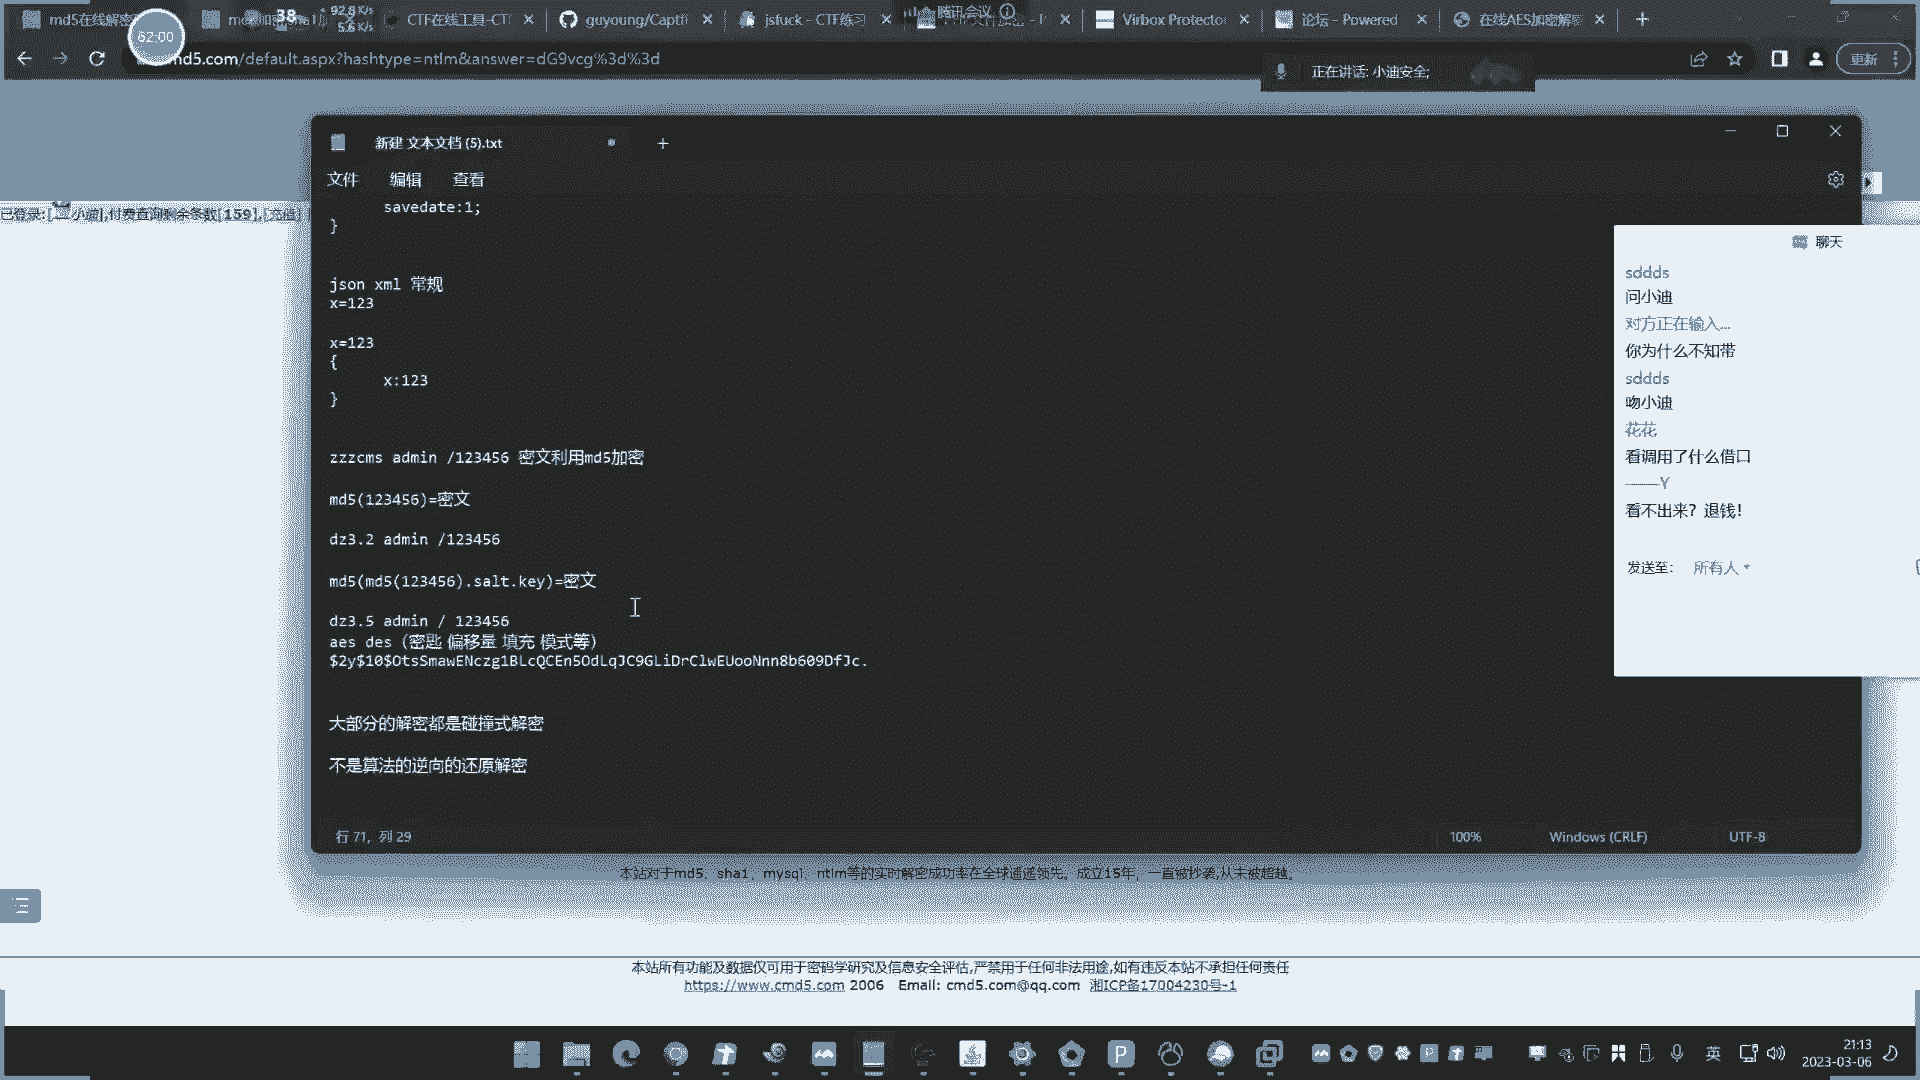 md5在线解密
CTF在线工具-CT
guyoung/Captf
jsfuck - CTF练习
Virbox Protector
论坛 - Powered
在线AES加密解密
腾讯会议
38
92.8 K/s
5.6 K/s
62:00
md5.com/default.aspx?hashtype=ntlm&answer=dG9vcg%3d%3d
更新
正在讲话: 小迪安全;
新建 文本文档 (5).txt
文件 编辑 查看
已登录: [小迪],付费查询剩余条数[159], [充值]
savedate:1;
}
json xml 常规
x=123
x=123
{
x:123
}
zzzcms admin /123456 密文利用md5加密
md5(123456)=密文
dz3.2 admin /123456
md5(md5(123456).salt.key)=密文
dz3.5 admin / 123456
aes des（密匙 偏移量 填充 模式等）
$2y$10$OtsSmawENczg1BLcQCEn5OdLqJC9GLiDrClwEUooNnn8b609DfJc.
大部分的解密都是碰撞式解密
不是算法的逆向的还原解密
行 71，列 29
100%
Windows (CRLF)
UTF-8
聊天
sddds
问小迪
对方正在输入...
你为什么不知带
sddds
吻小迪
花花
看调用了什么借口
———Y
看不出来？退钱！
发送至： 所有人
本站对于md5、sha1、mysql、ntlm等的实时解密成功率在全球遥遥领先。成立15年，一直被抄袭,从未被超越。
本站所有功能及数据仅可用于密码学研究及信息安全评估,严禁用于任何非法用途,如有违反本站不承担任何责任
https://www.cmd5.com 2006 Email: cmd5.com@qq.com 湘ICP备17004230号-1
英
21:13
2023-03-06